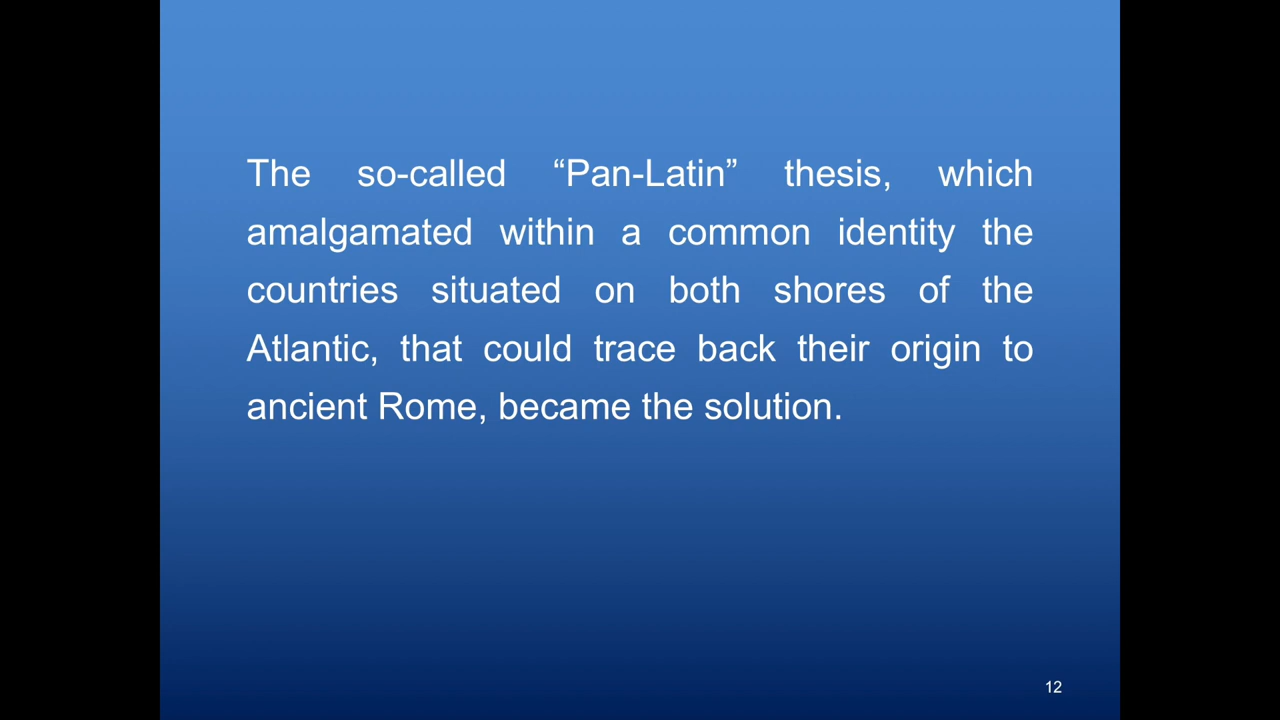 The so-called “Pan-Latin” thesis, which
amalgamated within a common identity the
countries situated on both shores of the
Atlantic, that could trace back their origin to
ancient Rome, became the solution.
12